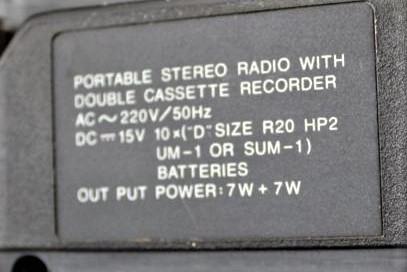 PORTABLE STEREO RADIO WITH
DOUBLE CASSETTE RECORDER
AC～220V/50Hz
DC⎓15V 10×("D"SIZE R20 HP2
UM-1 OR SUM-1)
BATTERIES
OUT PUT POWER:7W+7W